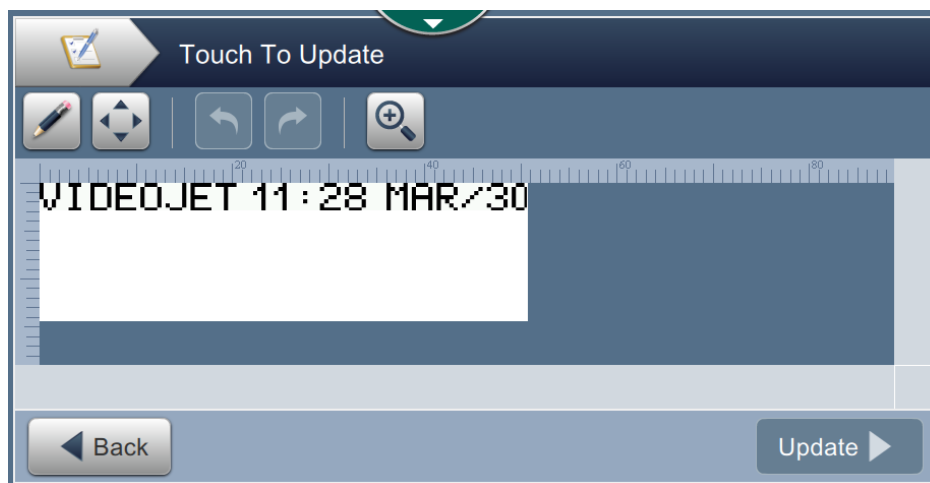 Touch To Update
20 40 60 80
VIDEOJET 11:28 MAR/30
Back
Update